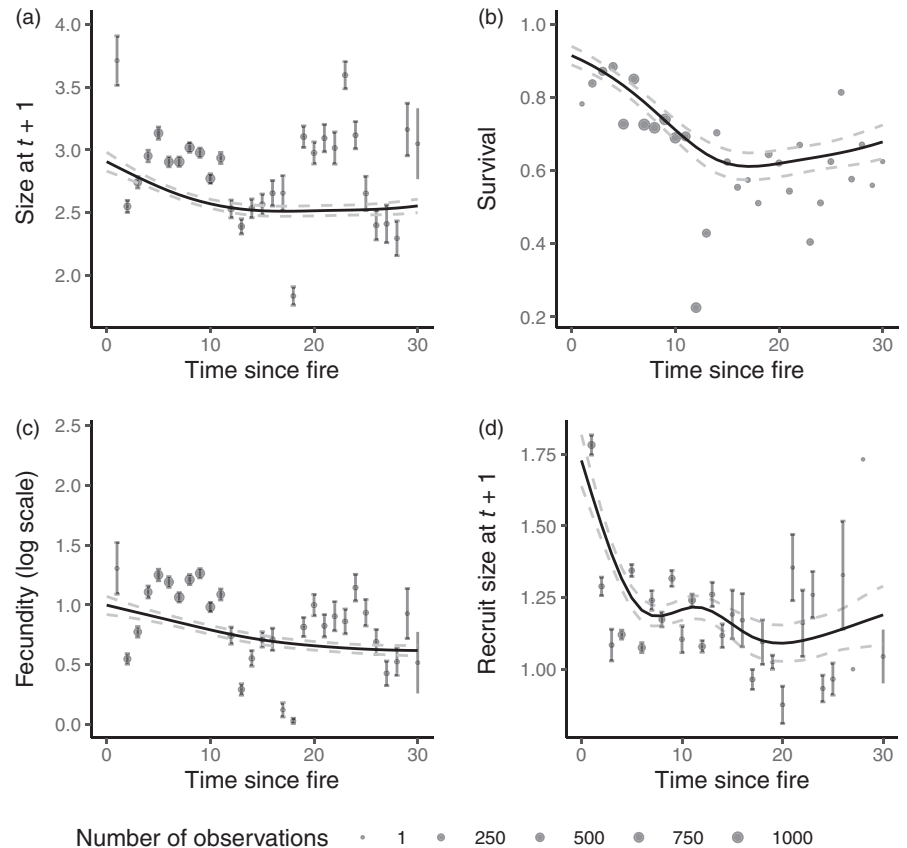 (a)
4.0
3.5
3.0
2.5
2.0
Size at t + 1
0
10
20
30
Time since fire
(b)
1.0
0.8
0.6
0.4
0.2
Survival
0
10
20
30
Time since fire
(c)
2.5
2.0
1.5
1.0
0.5
0.0
Fecundity (log scale)
0
10
20
30
Time since fire
(d)
1.75
1.50
1.25
1.00
Recruit size at t + 1
0
10
20
30
Time since fire
Number of observations 1 250 500 750 1000